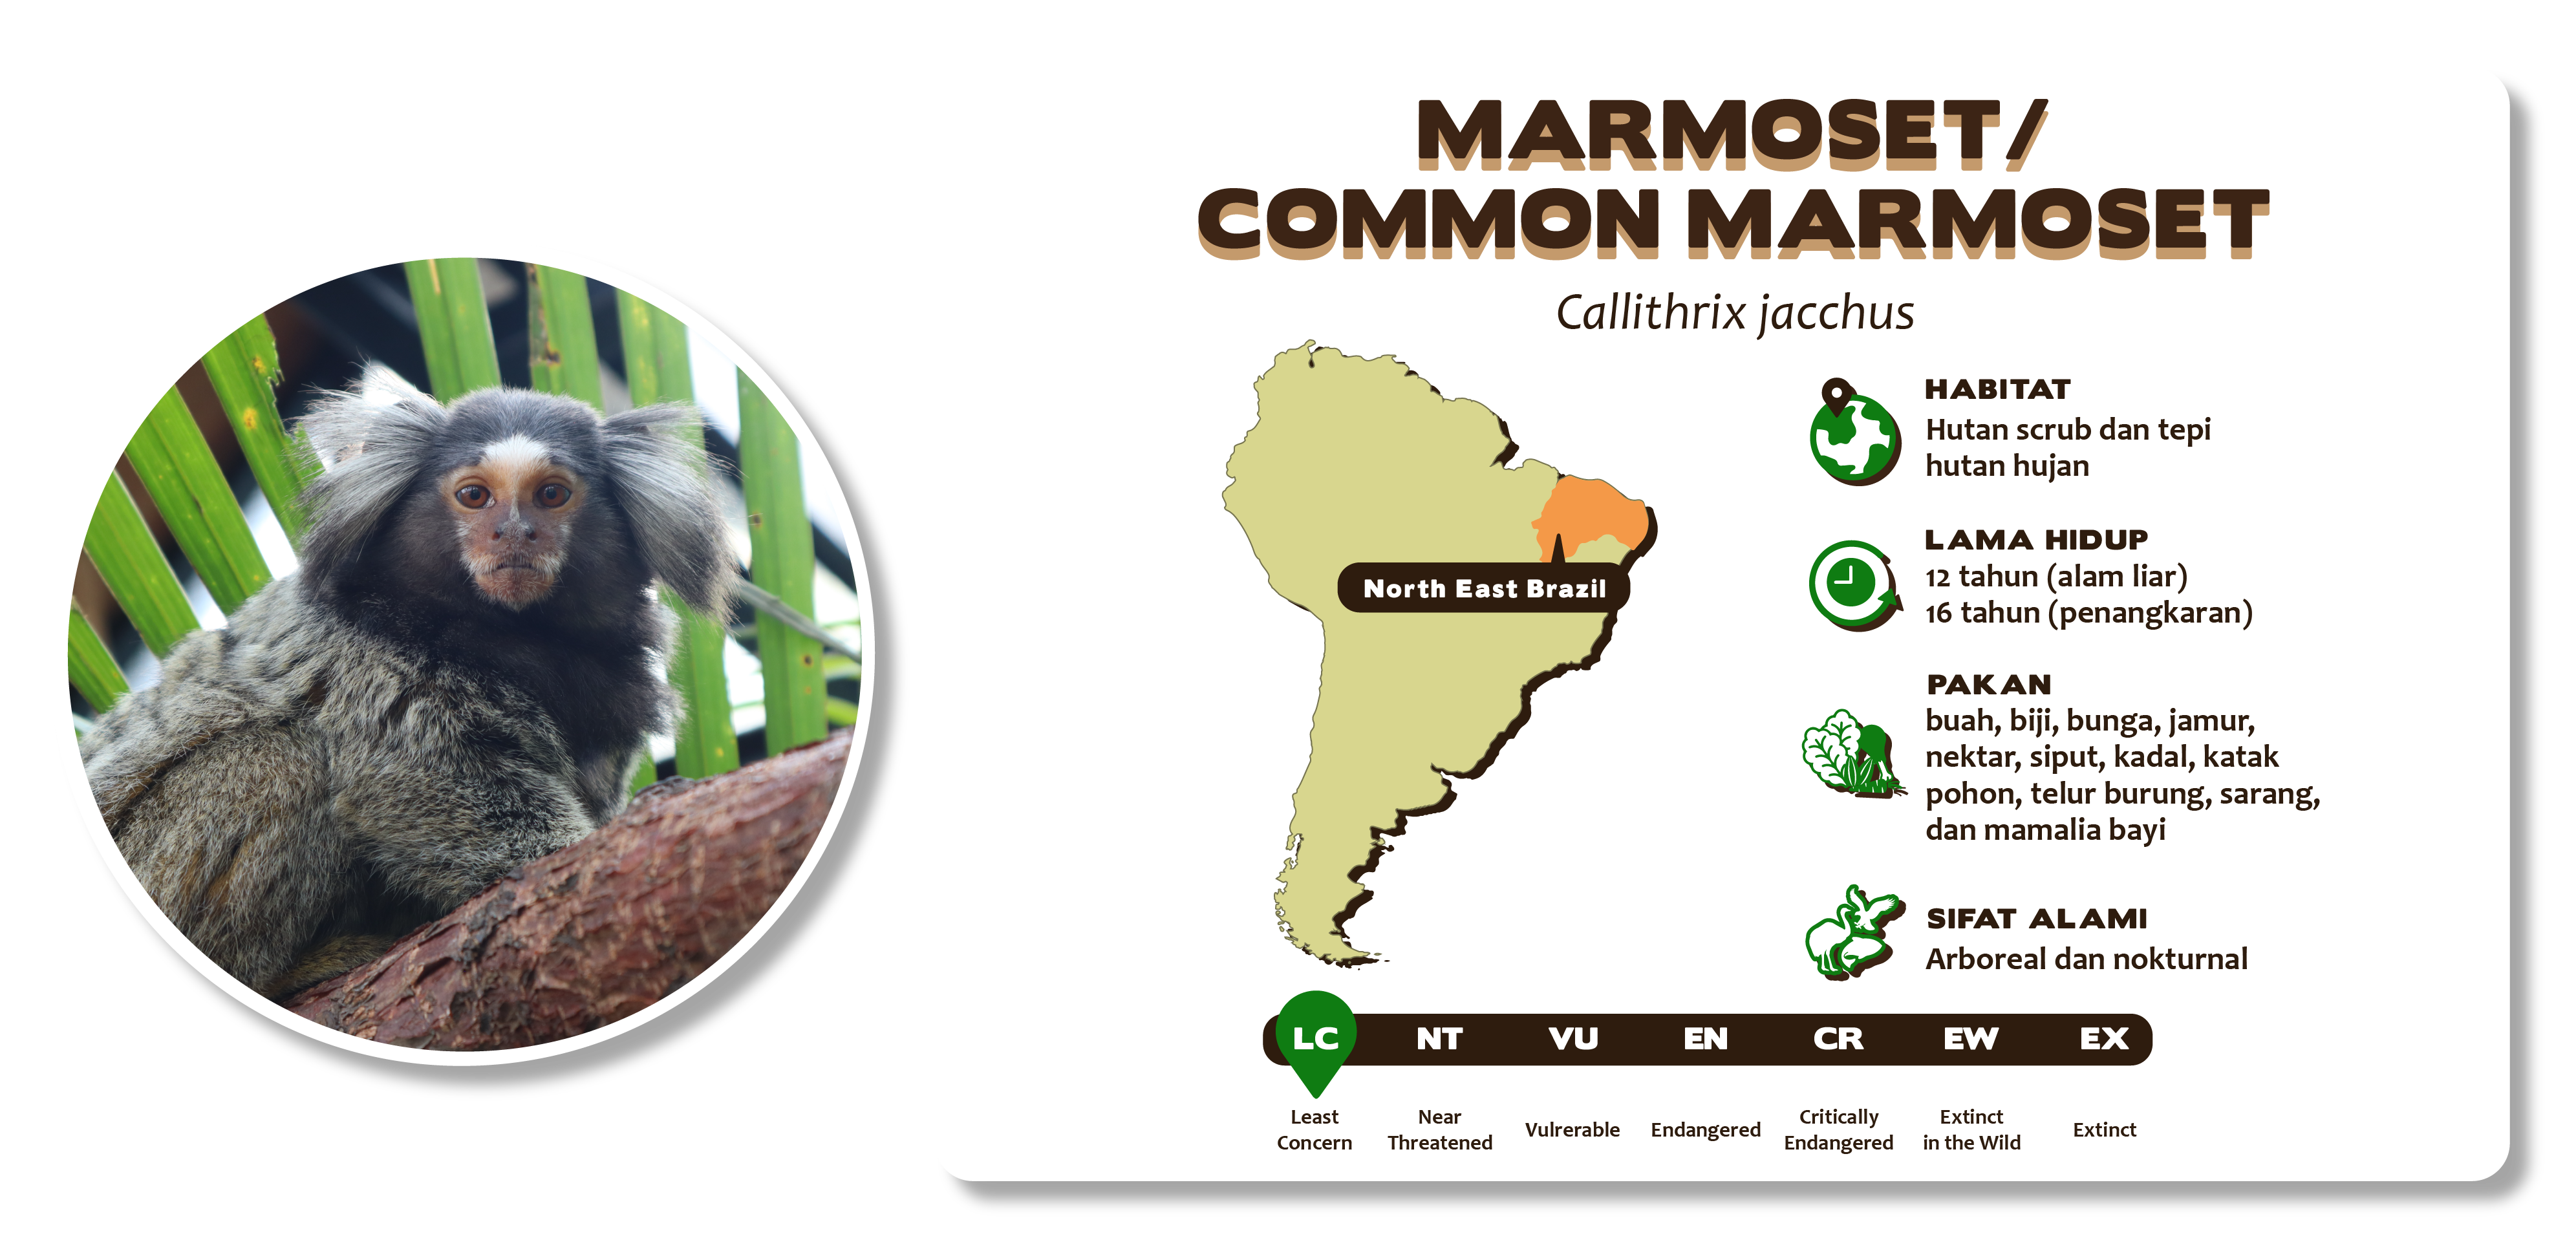 MARMOSET/
COMMON MARMOSET
Callithrix jacchus
North East Brazil
HABITAT
Hutan scrub dan tepi
hutan hujan
LAMA HIDUP
12 tahun (alam liar)
16 tahun (penangkaran)
PAKAN
buah, biji, bunga, jamur,
nektar, siput, kadal, katak
pohon, telur burung, sarang,
dan mamalia bayi
SIFAT ALAMI
Arboreal dan nokturnal
LC NT VU EN CR EW EX
Least
Concern
Near
Threatened
Vulrerable
Endangered
Critically
Endangered
Extinct
in the Wild
Extinct